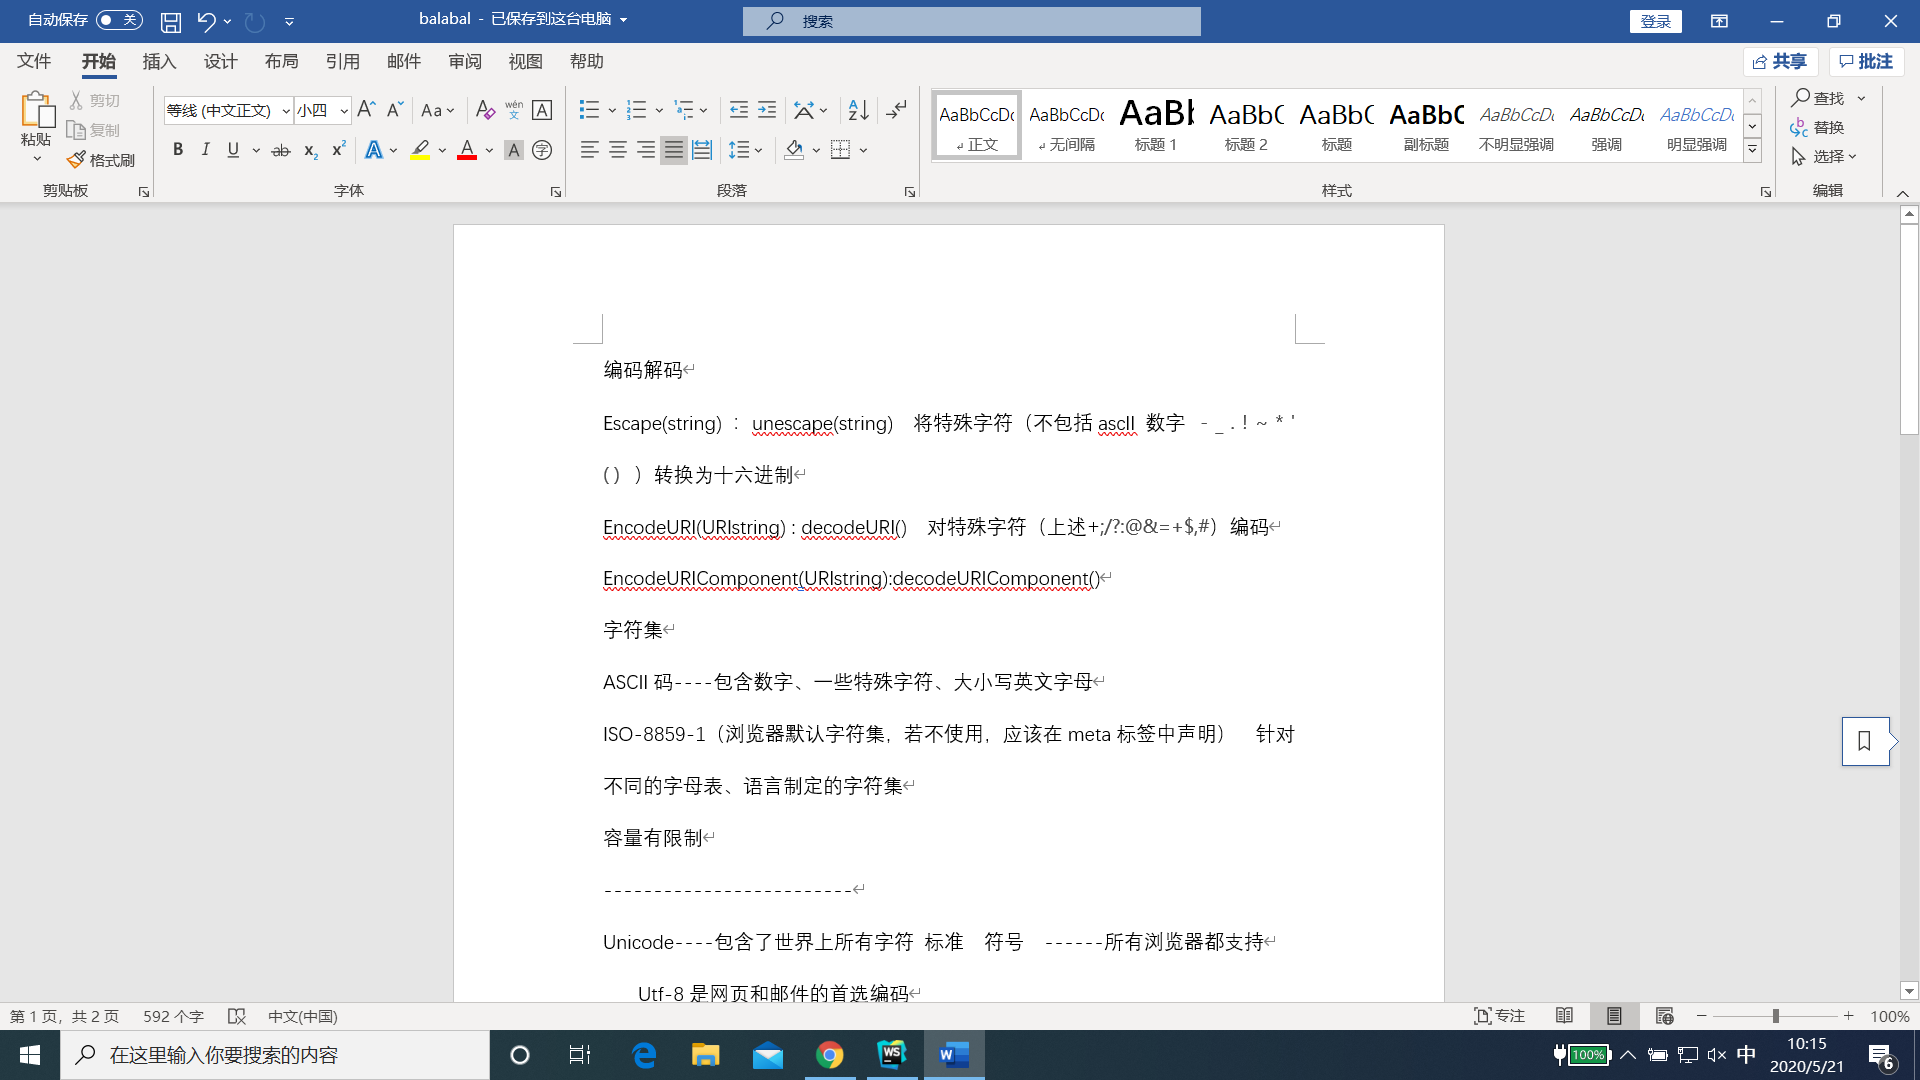 自动保存 关 balabal - 已保存到这台电脑 搜索 登录
文件 开始 插入 设计 布局 引用 邮件 审阅 视图 帮助 共享 批注
粘贴 剪切 复制 格式刷 剪贴板
等线 (中文正文) 小四 A A Aa wén 文 A
B I U ab x₂ x² A A A 字 字体
段落
AaBbCcDc AaBbCcDc AaBb AaBbC AaBbC AaBbC AaBbCcDc AaBbCcDc AaBbCcDc
正文 无间隔 标题 1 标题 2 标题 副标题 不明显强调 强调 明显强调
样式
查找 替换 选择 编辑
编码解码
Escape(string) ： unescape(string) 将特殊字符（不包括 ascII 数字 - _ . ! ~ * '
( ) ）转换为十六进制
EncodeURI(URIstring) : decodeURI() 对特殊字符（上述+;/?:@&=+$,#）编码
EncodeURIComponent(URIstring):decodeURIComponent()
字符集
ASCII 码----包含数字、一些特殊字符、大小写英文字母
ISO-8859-1（浏览器默认字符集，若不使用，应该在 meta 标签中声明） 针对
不同的字母表、语言制定的字符集
容量有限制
-------------------------
Unicode----包含了世界上所有字符 标准 符号 ------所有浏览器都支持
Utf-8 是网页和邮件的首选编码
第 1 页，共 2 页 592 个字 中文(中国) 专注 100%
在这里输入你要搜索的内容 WS W 100% 中 10:15 2020/5/21 6